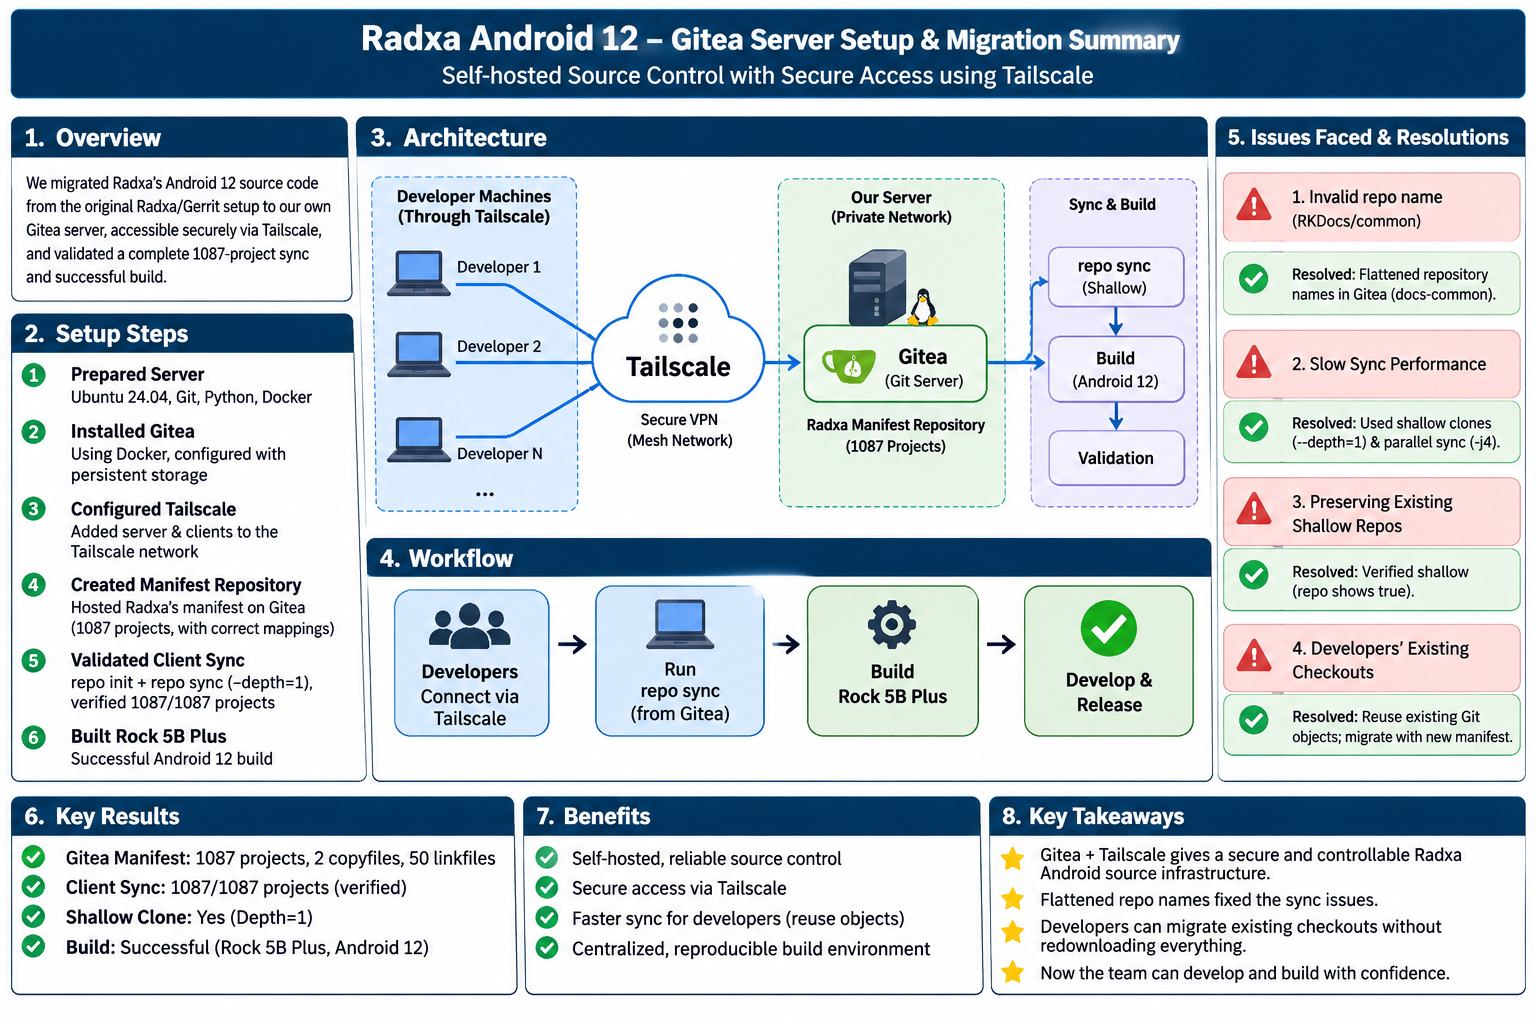 Radxa Android 12 – Gitea Server Setup & Migration Summary
Self-hosted Source Control with Secure Access using Tailscale
1. Overview
We migrated Radxa's Android 12 source code
from the original Radxa/Gerrit setup to our own
Gitea server, accessible securely via Tailscale,
and validated a complete 1087-project sync
and successful build.
2. Setup Steps
1 Prepared Server
Ubuntu 24.04, Git, Python, Docker
2 Installed Gitea
Using Docker, configured with
persistent storage
3 Configured Tailscale
Added server & clients to the
Tailscale network
4 Created Manifest Repository
Hosted Radxa's manifest on Gitea
(1087 projects, with correct mappings)
5 Validated Client Sync
repo init + repo sync (–depth=1),
verified 1087/1087 projects
6 Built Rock 5B Plus
Successful Android 12 build
3. Architecture
Developer Machines
(Through Tailscale)
Developer 1
Developer 2
Developer N
...
Tailscale
Secure VPN
(Mesh Network)
Our Server
(Private Network)
Gitea
(Git Server)
Radxa Manifest Repository
(1087 Projects)
Sync & Build
repo sync
(Shallow)
Build
(Android 12)
Validation
4. Workflow
Developers
Connect via
Tailscale
Run
repo sync
(from Gitea)
Build
Rock 5B Plus
Develop &
Release
5. Issues Faced & Resolutions
1. Invalid repo name
(RKDocs/common)
Resolved: Flattened repository
names in Gitea (docs-common).
2. Slow Sync Performance
Resolved: Used shallow clones
(--depth=1) & parallel sync (-j4).
3. Preserving Existing
Shallow Repos
Resolved: Verified shallow
(repo shows true).
4. Developers' Existing
Checkouts
Resolved: Reuse existing Git
objects; migrate with new manifest.
6. Key Results
Gitea Manifest: 1087 projects, 2 copyfiles, 50 linkfiles
Client Sync: 1087/1087 projects (verified)
Shallow Clone: Yes (Depth=1)
Build: Successful (Rock 5B Plus, Android 12)
7. Benefits
Self-hosted, reliable source control
Secure access via Tailscale
Faster sync for developers (reuse objects)
Centralized, reproducible build environment
8. Key Takeaways
Gitea + Tailscale gives a secure and controllable Radxa
Android source infrastructure.
Flattened repo names fixed the sync issues.
Developers can migrate existing checkouts without
redownloading everything.
Now the team can develop and build with confidence.